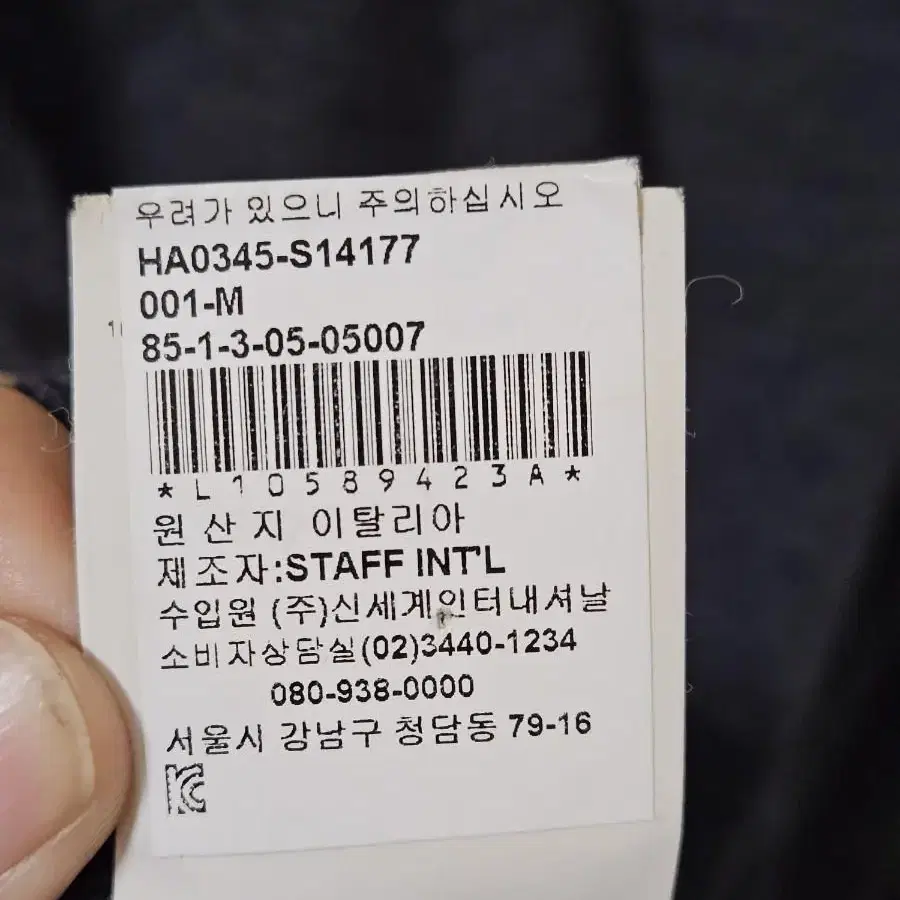 우려가 있으니 주의하십시오
HA0345-S14177
001-M
85-1-3-05-05007
*L10589423A*
원 산 지 이탈리아
제조자:STAFF INT'L
수입원 (주)신세계인터내셔날
소비자상담실(02)3440-1234
080-938-0000
서울시 강남구 청담동 79-16
KC